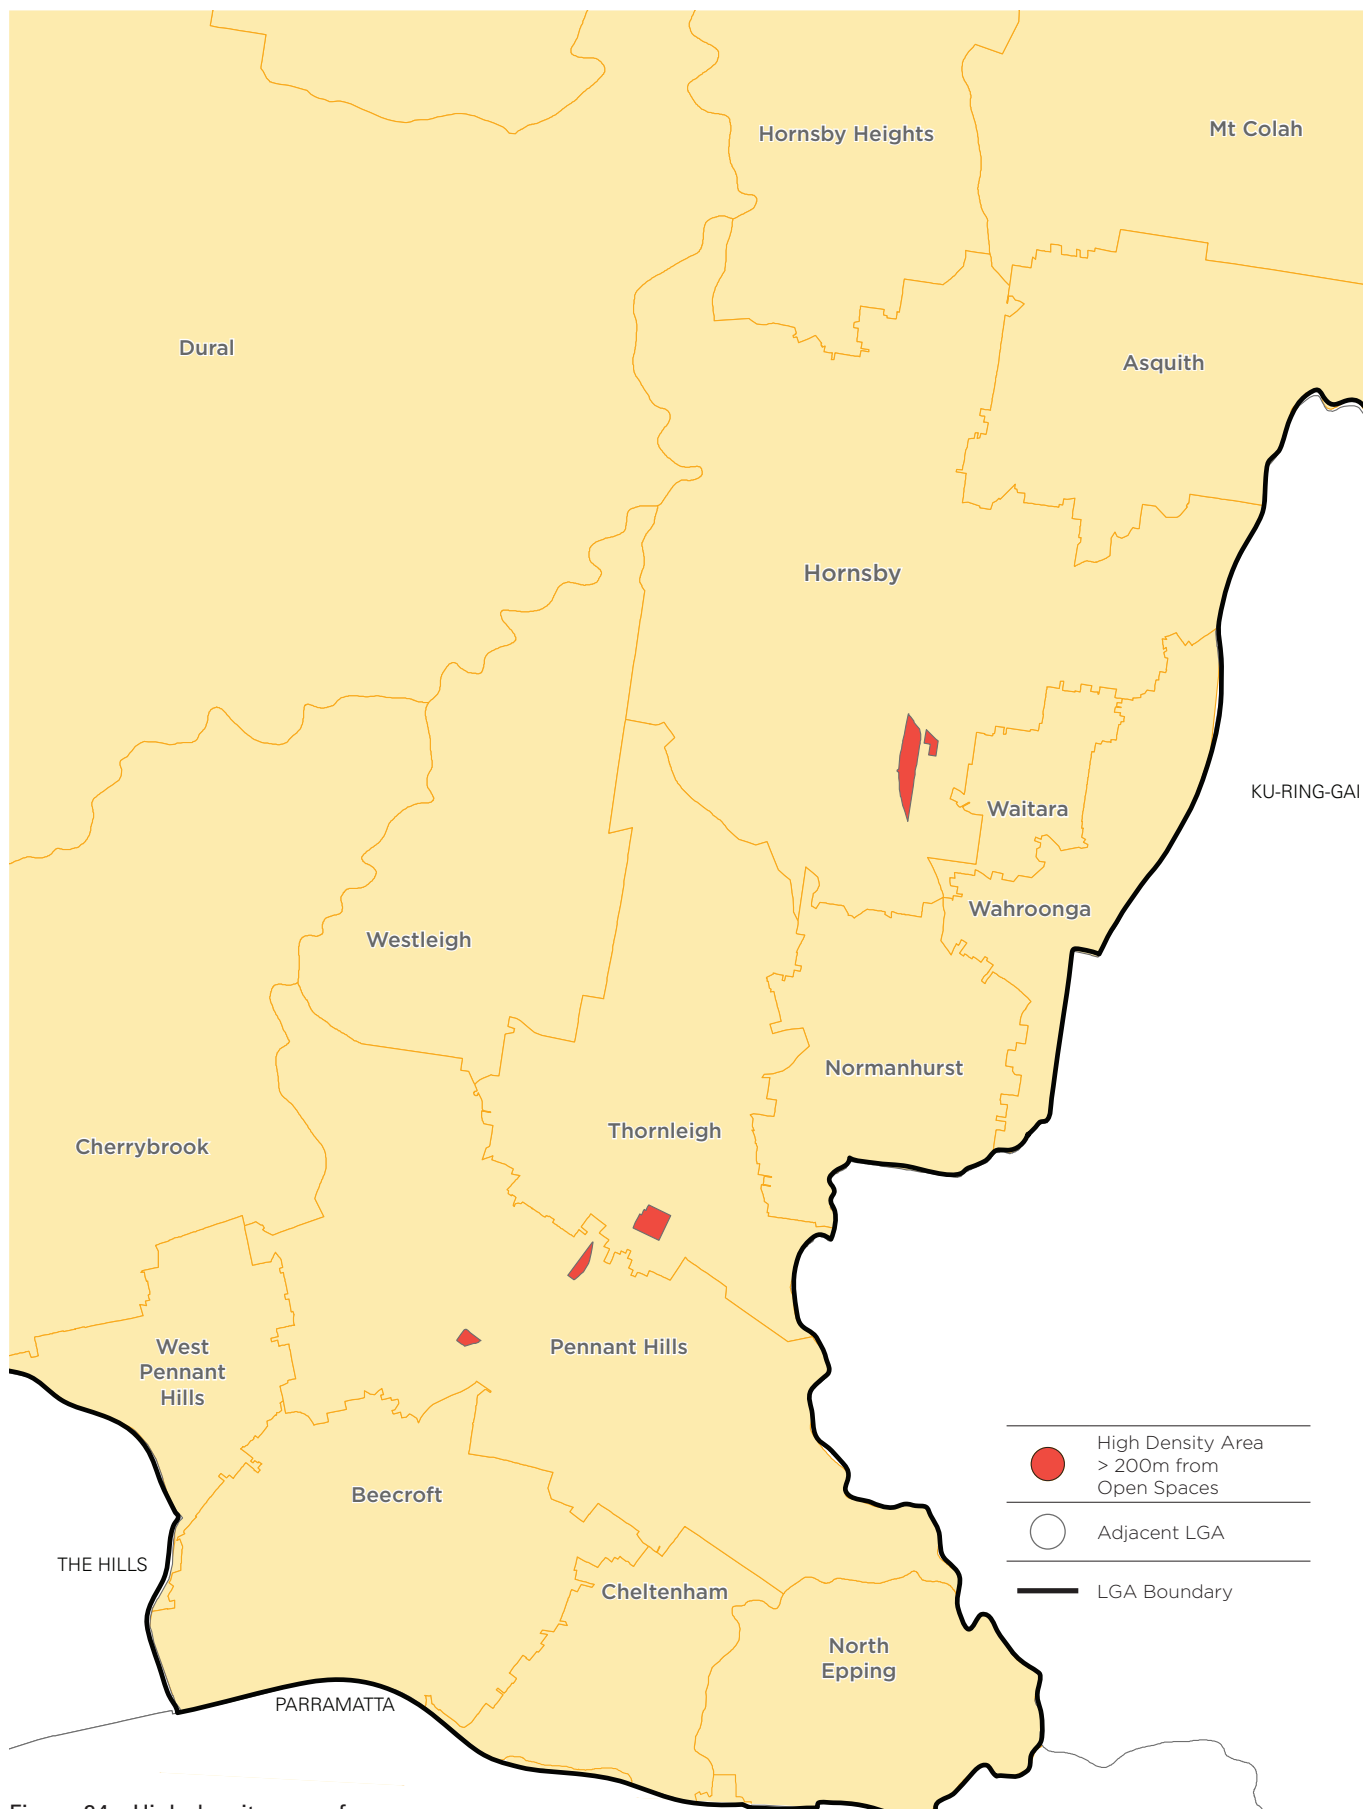 Hornsby Heights
Mt Colah
Dural
Asquith
Hornsby
KU-RING-GAI
Waitara
Wahroonga
Westleigh
Normanhurst
Thornleigh
Cherrybrook
West
Pennant
Hills
Pennant Hills
High Density Area
> 200m from
Open Spaces
Beecroft
Adjacent LGA
THE HILLS
Cheltenham
LGA Boundary
North
Epping
PARRAMATTA